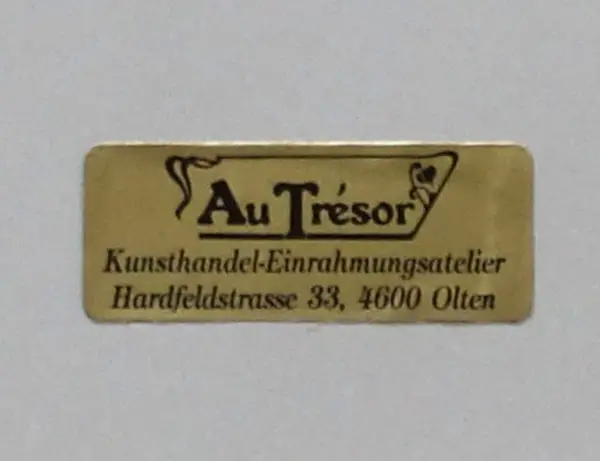 Au Trésor
Kunsthandel-Einrahmungsatelier
Hardfeldstrasse 33, 4600 Olten